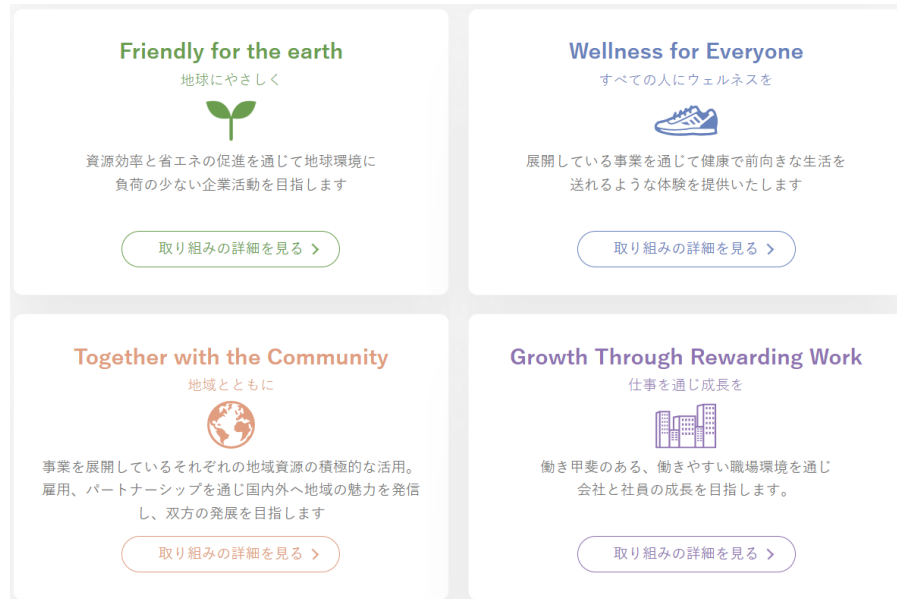 Friendly for the earth
地球にやさしく
資源効率と省エネの促進を通じて地球環境に
負荷の少ない企業活動を目指します
取り組みの詳細を見る
Wellness for Everyone
すべての人にウェルネスを
展開している事業を通じて健康で前向きな生活を
送れるような体験を提供いたします
取り組みの詳細を見る
Together with the Community
地域とともに
事業を展開しているそれぞれの地域資源の積極的な活用。
雇用、パートナーシップを通じ国内外へ地域の魅力を発信
し、双方の発展を目指します
取り組みの詳細を見る
Growth Through Rewarding Work
仕事を通じ成長を
働き甲斐のある、働きやすい職場環境を通じ
会社と社員の成長を目指します。
取り組みの詳細を見る